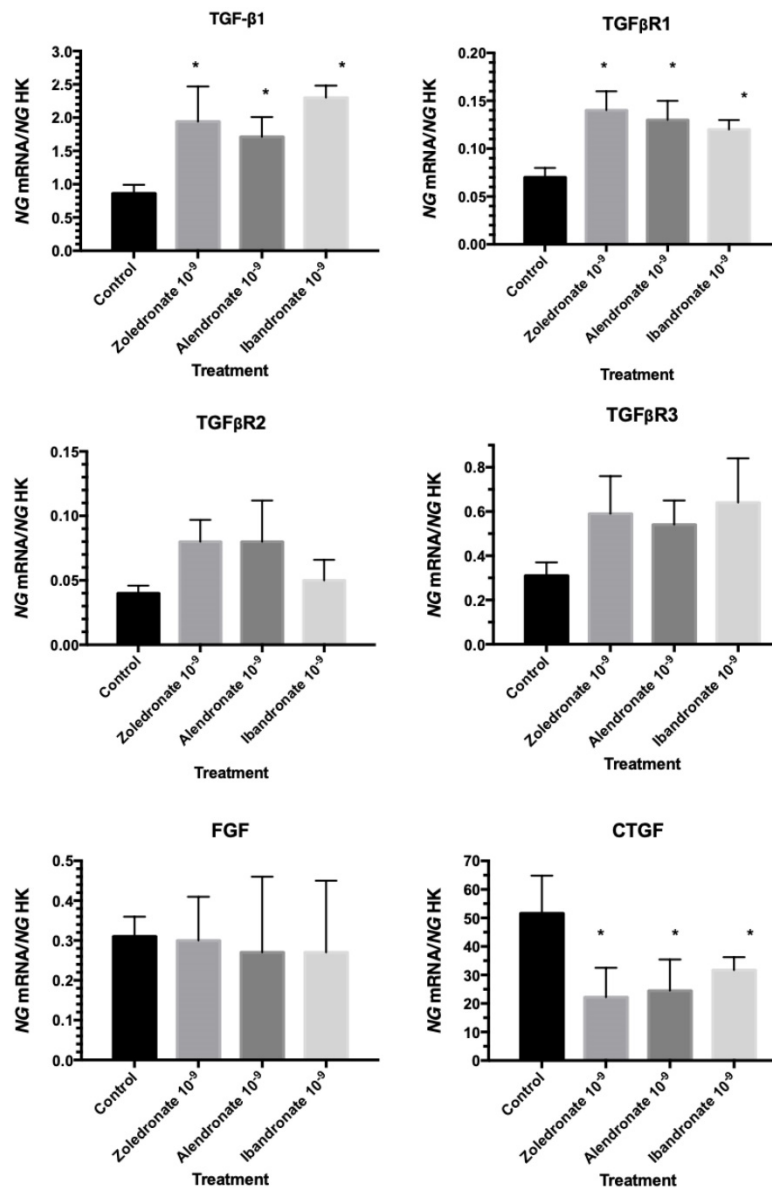 TGF-β1
NG mRNA/NG HK
3.0
2.5
2.0
1.5
1.0
0.5
0.0
*
*
*
Control
Zoledronate 10⁻⁹
Alendronate 10⁻⁹
Ibandronate 10⁻⁹
Treatment
TGFβR1
NG mRNA/NG HK
0.20
0.15
0.10
0.05
0.00
*
*
*
Control
Zoledronate 10⁻⁹
Alendronate 10⁻⁹
Ibandronate 10⁻⁹
Treatment
TGFβR2
NG mRNA/NG HK
0.15
0.10
0.05
0.00
Control
Zoledronate 10⁻⁹
Alendronate 10⁻⁹
Ibandronate 10⁻⁹
Treatment
TGFβR3
NG mRNA/NG HK
0.8
0.6
0.4
0.2
0.0
Control
Zoledronate 10⁻⁹
Alendronate 10⁻⁹
Ibandronate 10⁻⁹
Treatment
FGF
NG mRNA/NG HK
0.5
0.4
0.3
0.2
0.1
0.0
Control
Zoledronate 10⁻⁹
Alendronate 10⁻⁹
Ibandronate 10⁻⁹
Treatment
CTGF
NG mRNA/NG HK
70
60
50
40
30
20
10
0
*
*
*
Control
Zoledronate 10⁻⁹
Alendronate 10⁻⁹
Ibandronate 10⁻⁹
Treatment